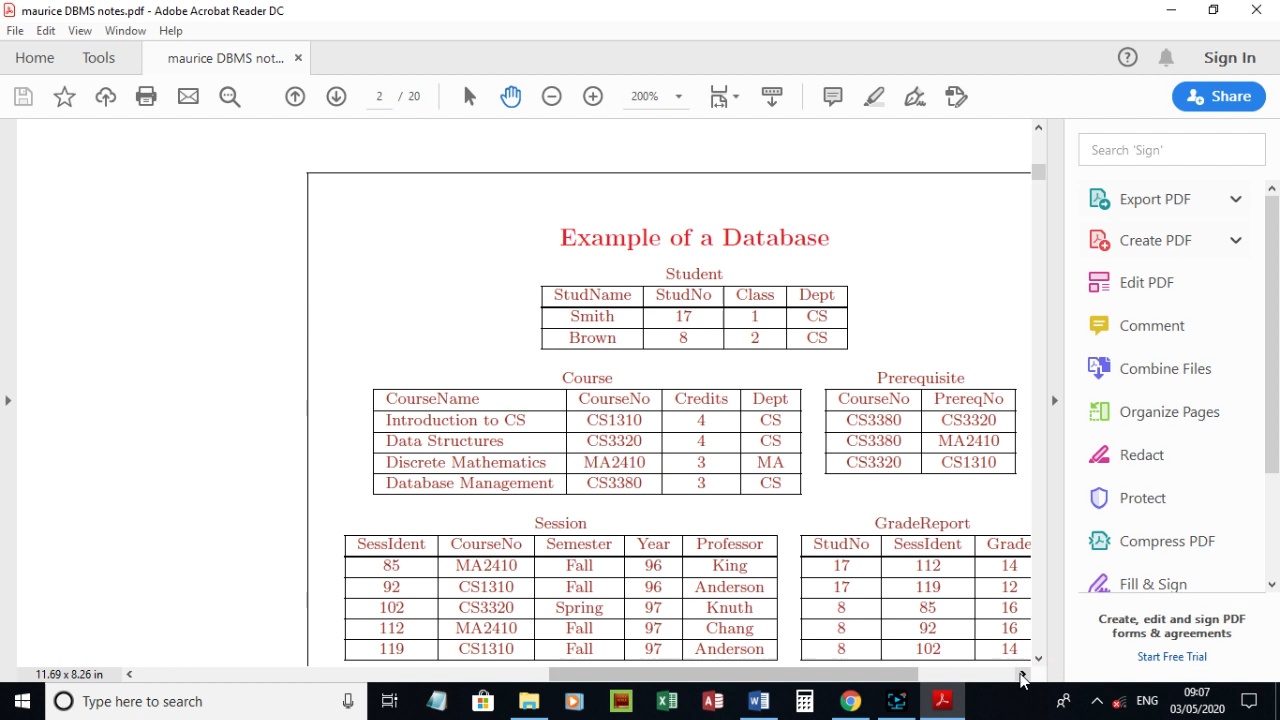 maurice DBMS notes.pdf - Adobe Acrobat Reader DC
File Edit View Window Help
Home Tools maurice DBMS not... ×
Sign In
2 / 20
200%
Share
Search 'Sign'
Export PDF
Create PDF
Edit PDF
Comment
Combine Files
Organize Pages
Redact
Protect
Compress PDF
Fill & Sign
Create, edit and sign PDF
forms & agreements
Start Free Trial
Example of a Database
Student
StudName StudNo Class Dept
Smith 17 1 CS
Brown 8 2 CS
Course
CourseName CourseNo Credits Dept
Introduction to CS CS1310 4 CS
Data Structures CS3320 4 CS
Discrete Mathematics MA2410 3 MA
Database Management CS3380 3 CS
Prerequisite
CourseNo PrereqNo
CS3380 CS3320
CS3380 MA2410
CS3320 CS1310
Session
SessIdent CourseNo Semester Year Professor
85 MA2410 Fall 96 King
92 CS1310 Fall 96 Anderson
102 CS3320 Spring 97 Knuth
112 MA2410 Fall 97 Chang
119 CS1310 Fall 97 Anderson
GradeReport
StudNo SessIdent Grade
17 112 14
17 119 12
8 85 16
8 92 16
8 102 14
11.69 x 8.26 in
Type here to search
ENG
09:07
03/05/2020